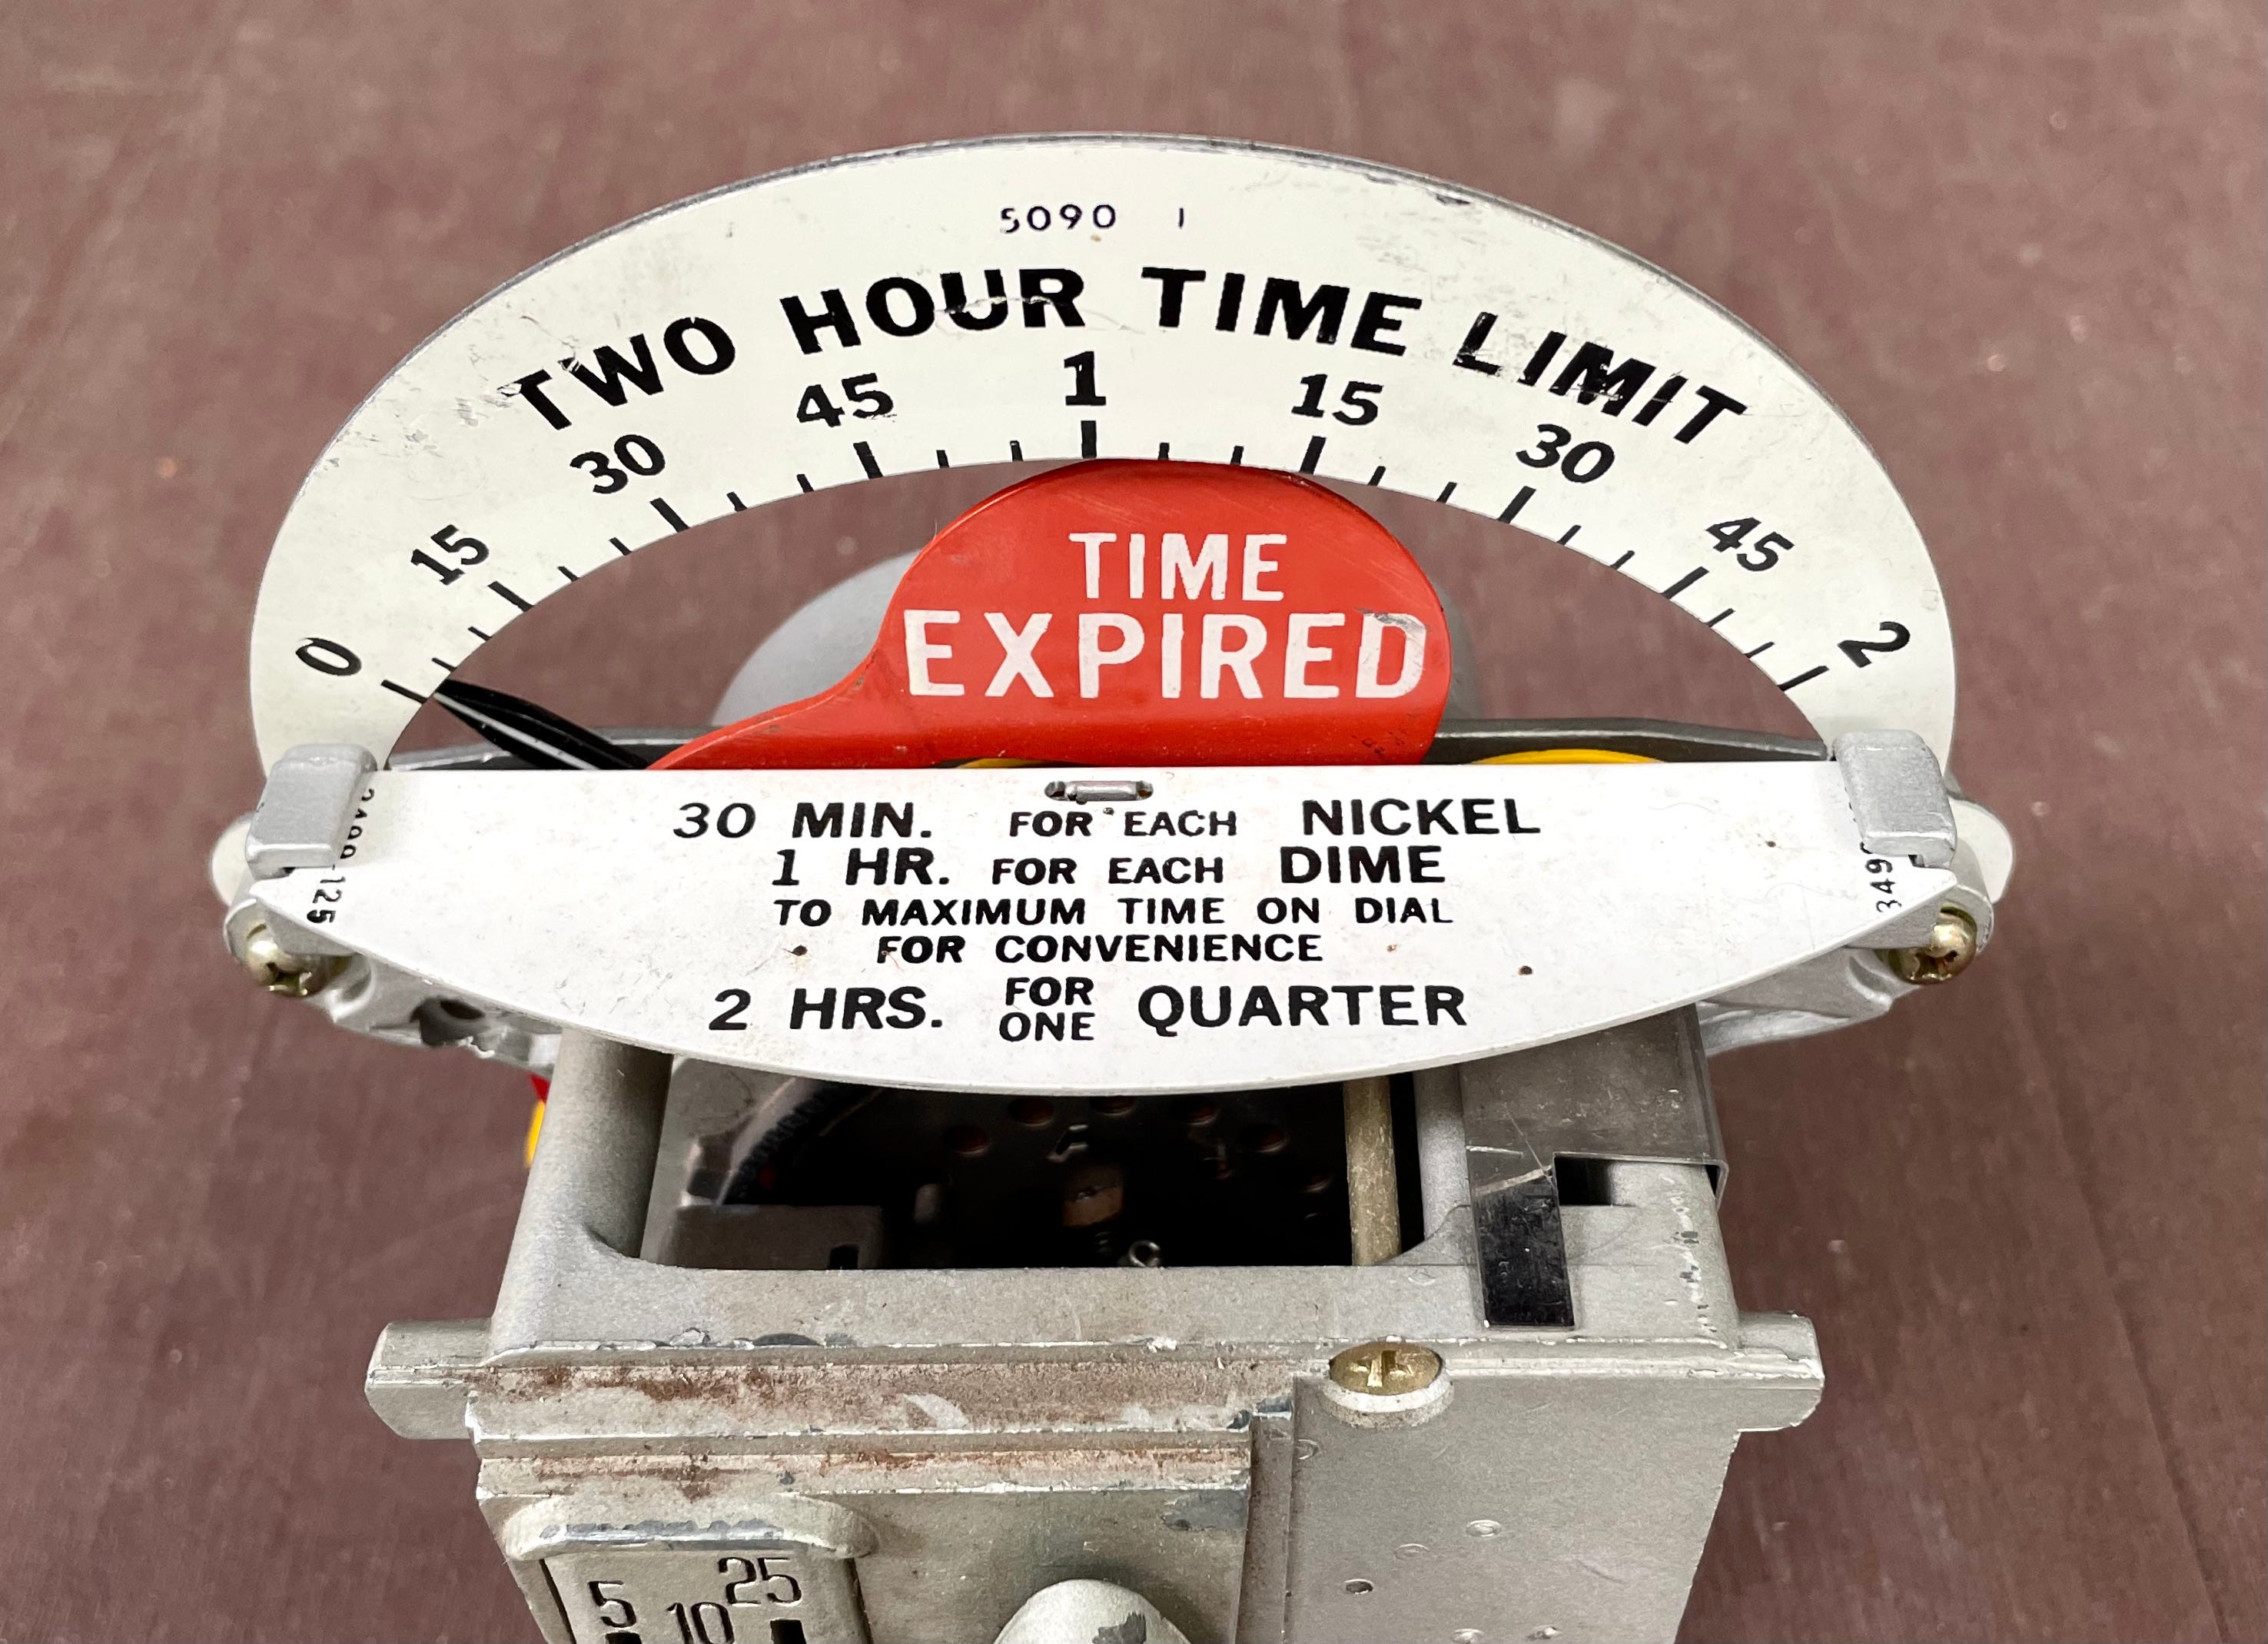 5090 1
TWO HOUR TIME LIMIT
0 15 30 45 1 15 30 45 2
TIME
EXPIRED
30 MIN. FOR EACH NICKEL
1 HR. FOR EACH DIME
TO MAXIMUM TIME ON DIAL
FOR CONVENIENCE
2 HRS. FOR ONE QUARTER
5 10 25